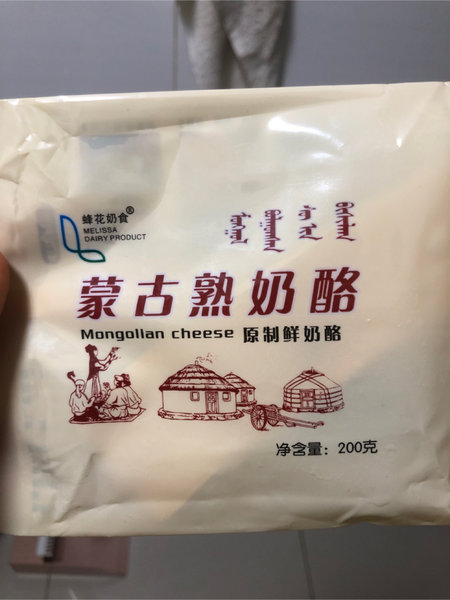 蜂花奶食®
MELISSA
DAIRY PRODUCT
蒙古熟奶酪
Mongolian cheese 原制鲜奶酪
净含量：200克